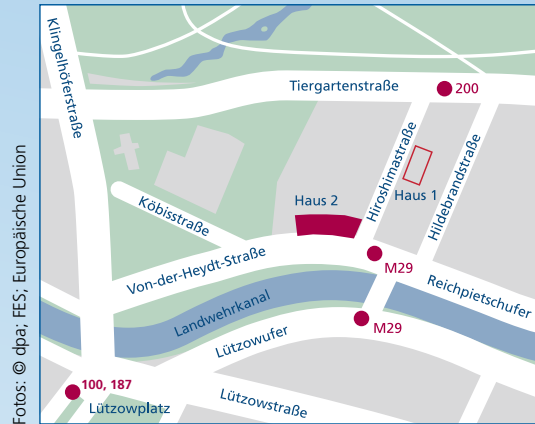 Fotos: © dpa; FES; Europäische Union
Klingelhöferstraße
Tiergartenstraße
200
Hiroshimastraße
Haus 1
Hildebrandstraße
Haus 2
Köbisstraße
Von-der-Heydt-Straße
M29
Reichpietschufer
Landwehrkanal
M29
Lützowufer
100, 187
Lützowplatz
Lützowstraße